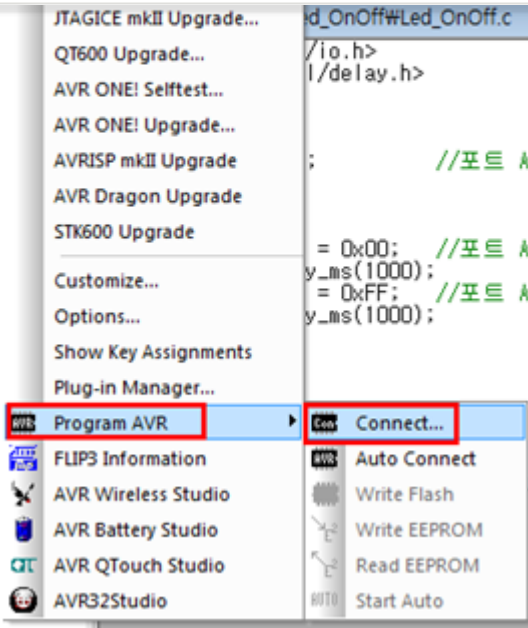 JTAGICE mkII Upgrade...
QT600 Upgrade...
AVR ONE! Selftest...
AVR ONE! Upgrade...
AVRISP mkII Upgrade
AVR Dragon Upgrade
STK600 Upgrade
Customize...
Options...
Show Key Assignments
Plug-in Manager...
Program AVR
FLIP3 Information
AVR Wireless Studio
AVR Battery Studio
AVR QTouch Studio
AVR32Studio
d_OnOff₩Led_OnOff.c
/io.h>
l/delay.h>
; //포트 A
= 0x00; //포트 A
y_ms(1000);
= 0xFF; //포트 A
y_ms(1000);
Con
Connect...
AVR
Auto Connect
Write Flash
Write EEPROM
Read EEPROM
AUTO
Start Auto